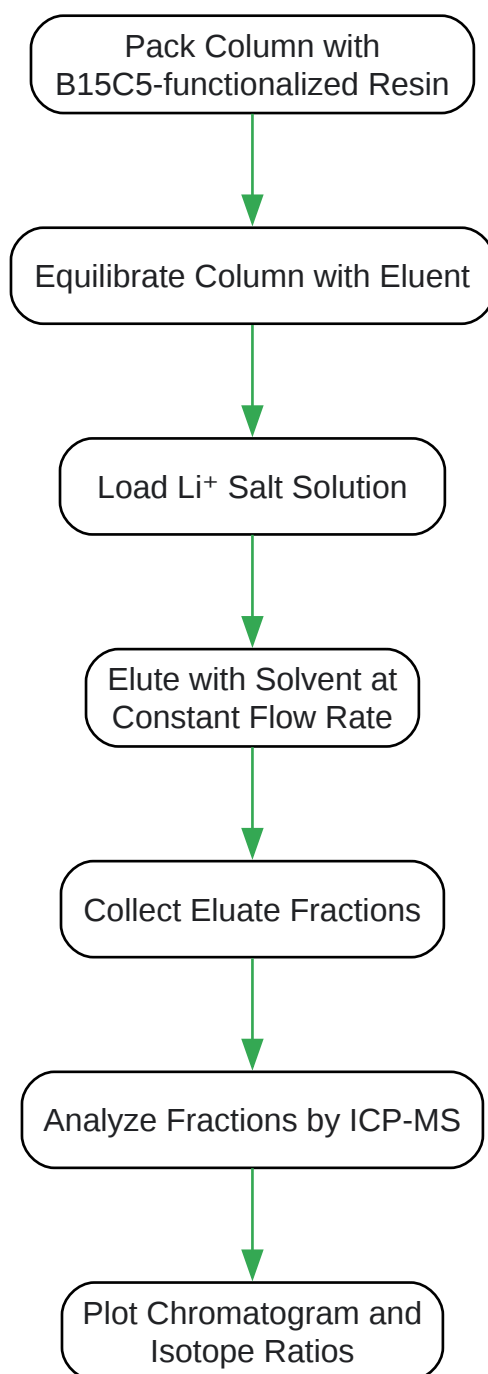 Pack Column with
B15C5-functionalized Resin
Equilibrate Column with Eluent
Load Li⁺ Salt Solution
Elute with Solvent at
Constant Flow Rate
Collect Eluate Fractions
Analyze Fractions by ICP-MS
Plot Chromatogram and
Isotope Ratios